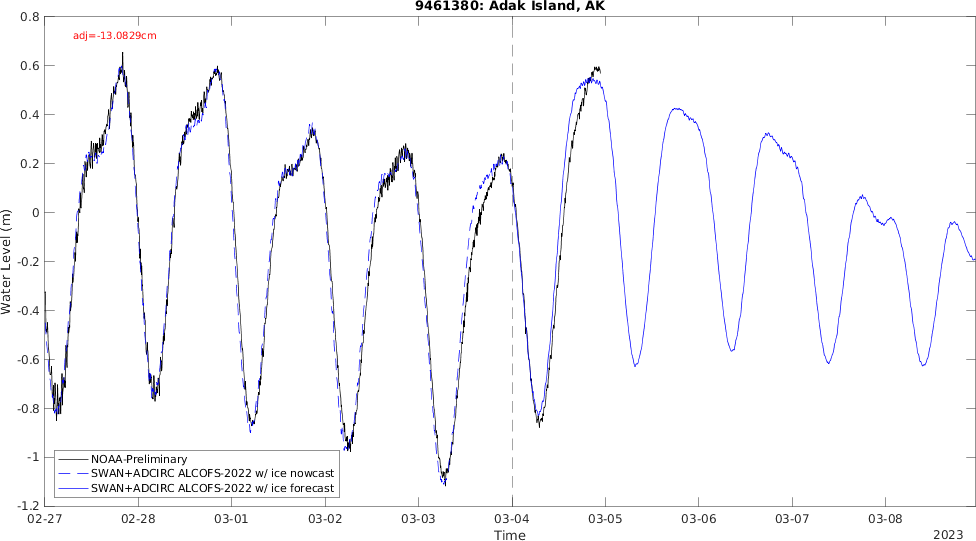 9461380: Adak Island, AK
adj=-13.0829cm
0.8
0.6
0.4
0.2
0
-0.2
-0.4
-0.6
-0.8
-1
-1.2
Water Level (m)
NOAA-Preliminary
SWAN+ADCIRC ALCOFS-2022 w/ ice nowcast
SWAN+ADCIRC ALCOFS-2022 w/ ice forecast
02-27 02-28 03-01 03-02 03-03 03-04 03-05 03-06 03-07 03-08
Time
2023